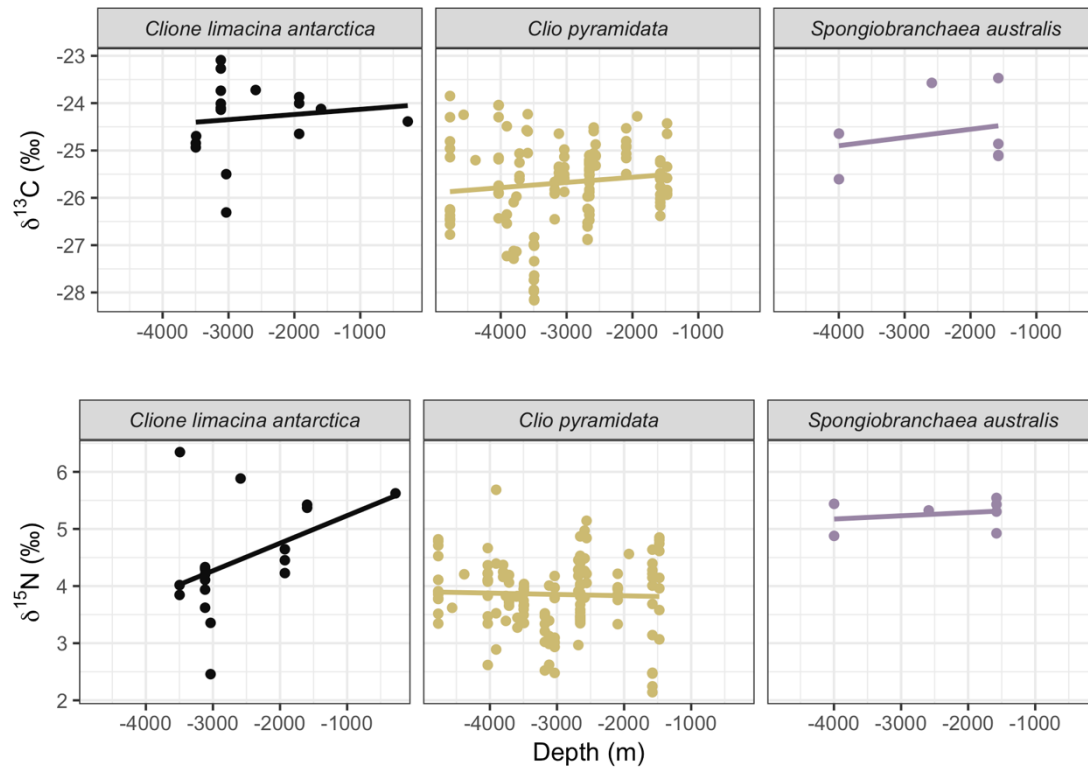 Clione limacina antarctica Clio pyramidata Spongiobranchaea australis
-23
-24
-25
-26
-27
-28
δ¹³C (‰)
-4000 -3000 -2000 -1000 -4000 -3000 -2000 -1000 -4000 -3000 -2000 -1000
Clione limacina antarctica Clio pyramidata Spongiobranchaea australis
6
5
4
3
2
δ¹⁵N (‰)
-4000 -3000 -2000 -1000 -4000 -3000 -2000 -1000 -4000 -3000 -2000 -1000
Depth (m)